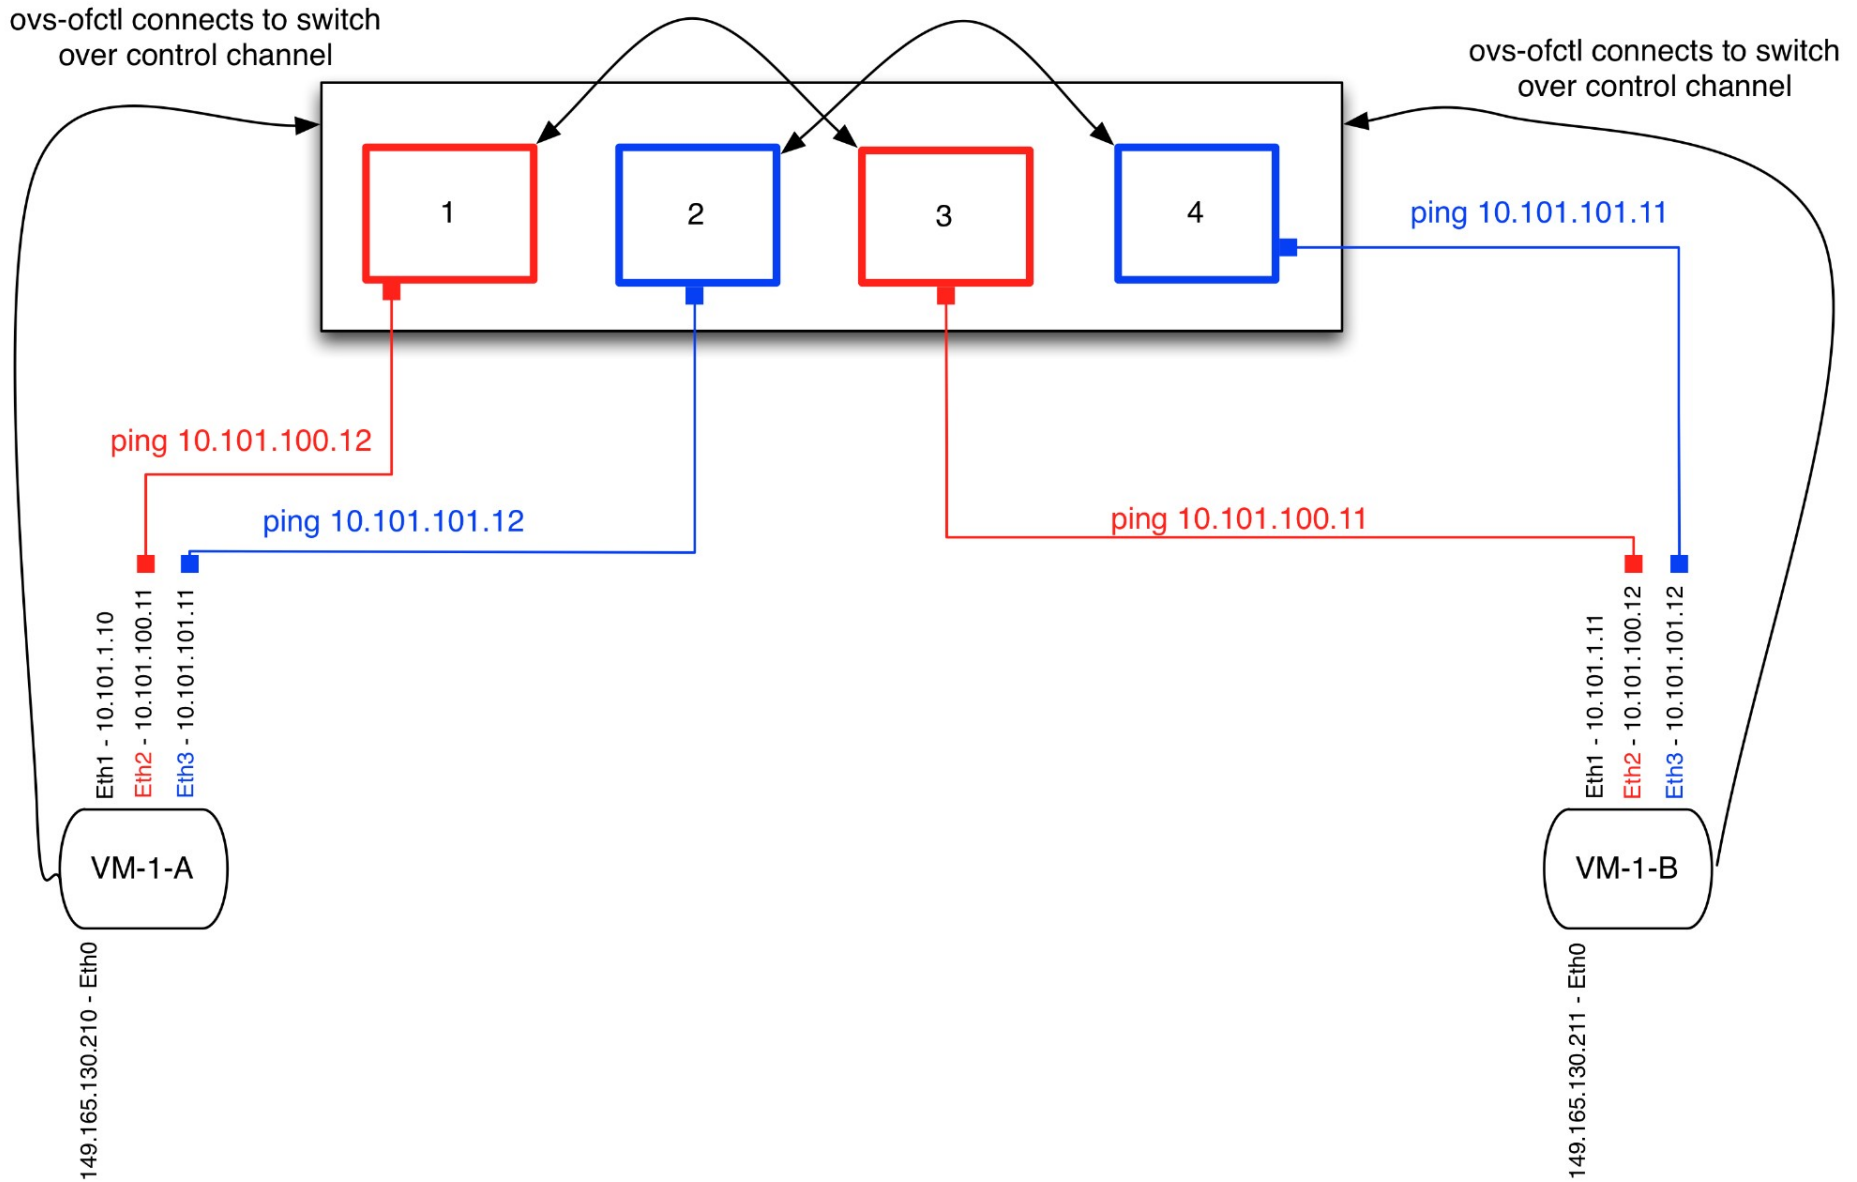 ovs-ofctl connects to switch
over control channel
ovs-ofctl connects to switch
over control channel
1
2
3
4
ping 10.101.101.11
ping 10.101.100.12
ping 10.101.101.12
ping 10.101.100.11
Eth1 - 10.101.1.10
Eth2 - 10.101.100.11
Eth3 - 10.101.101.11
Eth1 - 10.101.1.11
Eth2 - 10.101.100.12
Eth3 - 10.101.101.12
VM-1-A
VM-1-B
149.165.130.210 - Eth0
149.165.130.211 - Eth0